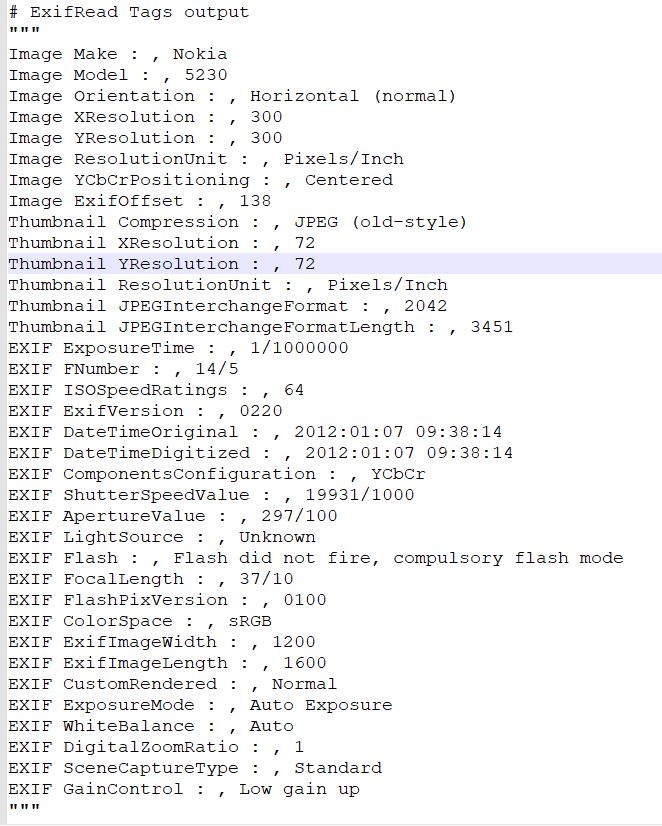 # ExifRead Tags output
"""
Image Make : , Nokia
Image Model : , 5230
Image Orientation : , Horizontal (normal)
Image XResolution : , 300
Image YResolution : , 300
Image ResolutionUnit : , Pixels/Inch
Image YCbCrPositioning : , Centered
Image ExifOffset : , 138
Thumbnail Compression : , JPEG (old-style)
Thumbnail XResolution : , 72
Thumbnail YResolution : , 72
Thumbnail ResolutionUnit : , Pixels/Inch
Thumbnail JPEGInterchangeFormat : , 2042
Thumbnail JPEGInterchangeFormatLength : , 3451
EXIF ExposureTime : , 1/1000000
EXIF FNumber : , 14/5
EXIF ISOSpeedRatings : , 64
EXIF ExifVersion : , 0220
EXIF DateTimeOriginal : , 2012:01:07 09:38:14
EXIF DateTimeDigitized : , 2012:01:07 09:38:14
EXIF ComponentsConfiguration : , YCbCr
EXIF ShutterSpeedValue : , 19931/1000
EXIF ApertureValue : , 297/100
EXIF LightSource : , Unknown
EXIF Flash : , Flash did not fire, compulsory flash mode
EXIF FocalLength : , 37/10
EXIF FlashPixVersion : , 0100
EXIF ColorSpace : , sRGB
EXIF ExifImageWidth : , 1200
EXIF ExifImageLength : , 1600
EXIF CustomRendered : , Normal
EXIF ExposureMode : , Auto Exposure
EXIF WhiteBalance : , Auto
EXIF DigitalZoomRatio : , 1
EXIF SceneCaptureType : , Standard
EXIF GainControl : , Low gain up
"""